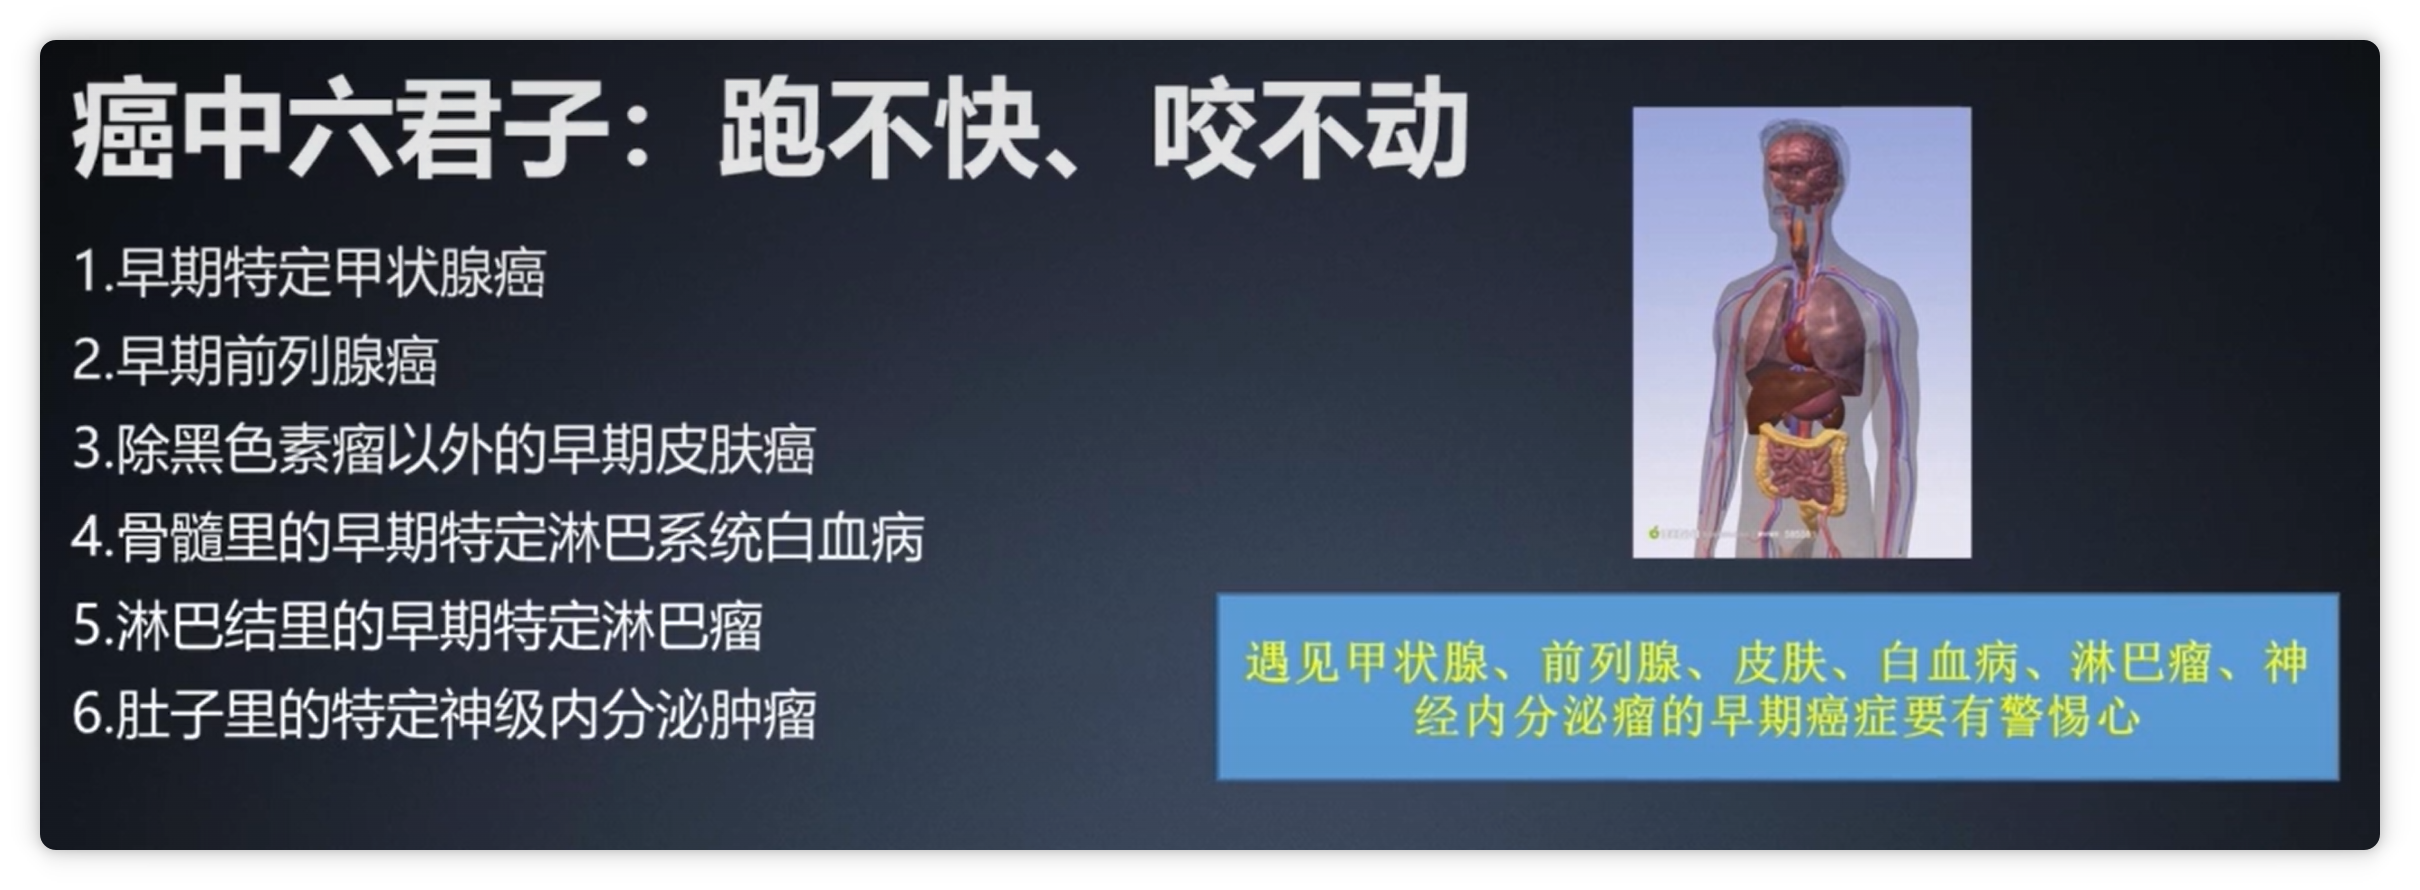 癌中六君子：跑不快、咬不动
1.早期特定甲状腺癌
2.早期前列腺癌
3.除黑色素瘤以外的早期皮肤癌
4.骨髓里的早期特定淋巴系统白血病
5.淋巴结里的早期特定淋巴瘤
6.肚子里的特定神级内分泌肿瘤
遇见甲状腺、前列腺、皮肤、白血病、淋巴瘤、神
经内分泌瘤的早期癌症要有警惕心